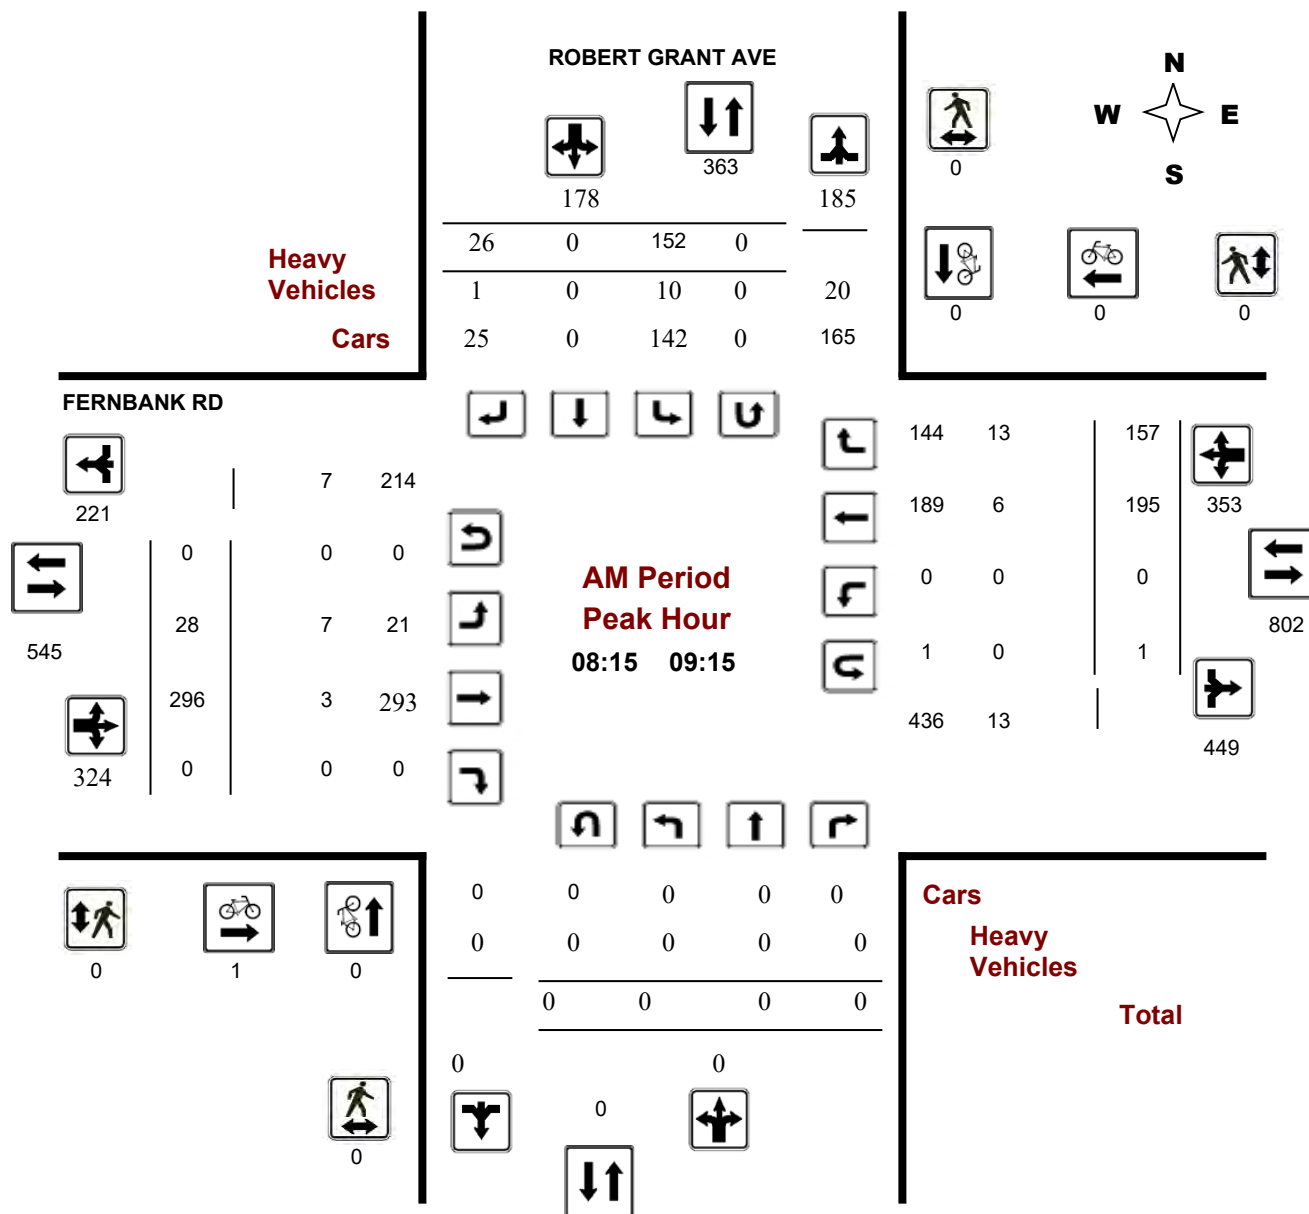 ROBERT GRANT AVE
N
W E
S
363
0
178 185
26 0 152 0
Heavy
Vehicles
1 0 10 0 20
0 0 0
Cars
25 0 142 0 165
FERNBANK RD
144 13 157
7 214
221
189 6 195 353
0 0 0
AM Period
0 0 0
Peak Hour
28 7 21
802
545
08:15 09:15
1 0 1
296 3 293
436 13
449
324
0 0 0
0 0 0 0 0
Cars
0 0 0 0 0
Heavy
Vehicles
0 1 0
0 0 0 0
Total
0 0
0
0